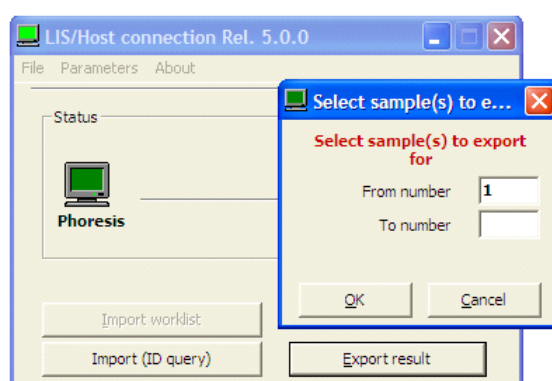 LIS/Host connection Rel. 5.0.0
File Parameters About
Select sample(s) to e...
Status
Select sample(s) to export
for
From number 1
To number
Phoresis
OK Cancel
Import worklist
Import (ID query) Export result